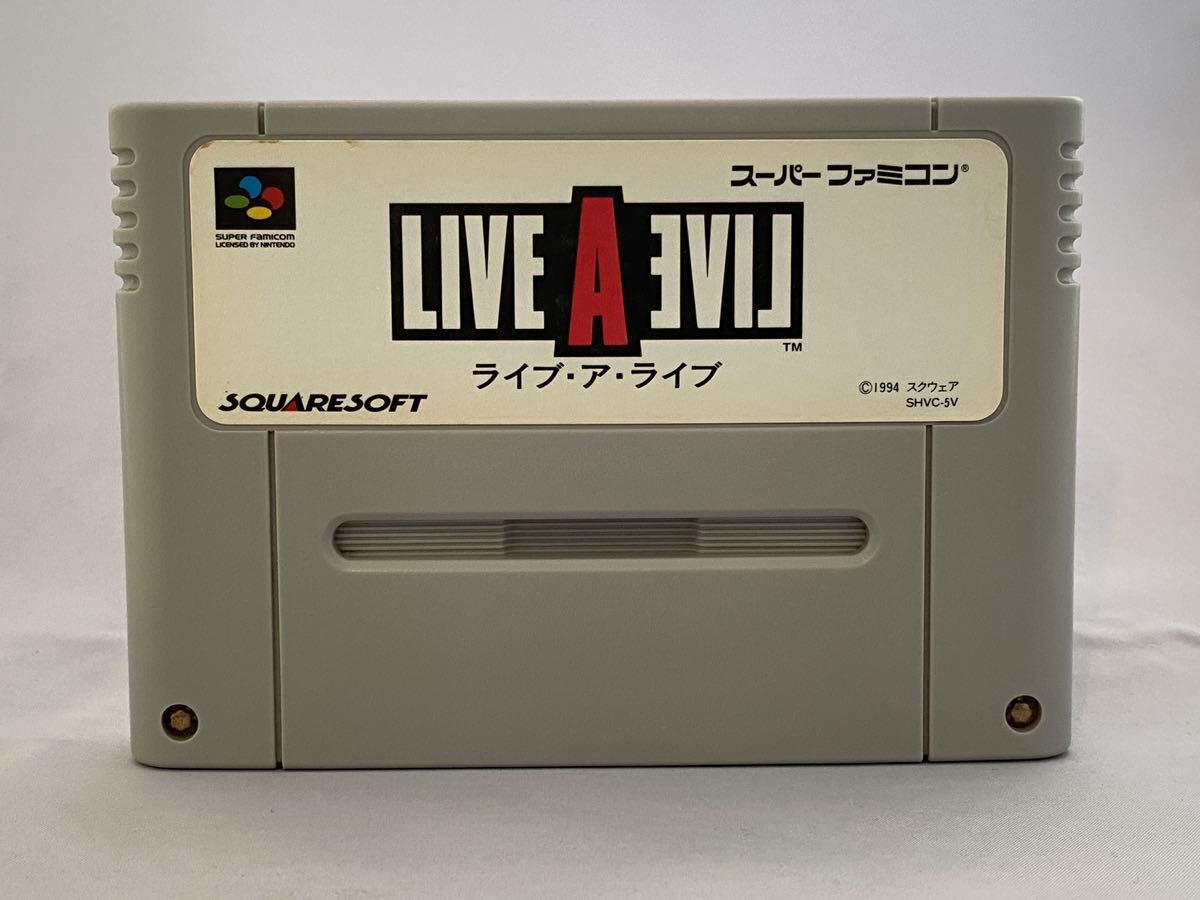 スーパーファミコン®
SUPER FAMICOM
LICENSED BY NINTENDO
LIVE A EVIL
TM
ライブ・ア・ライブ
SQUARESOFT
©1994 スクウェア
SHVC-5V